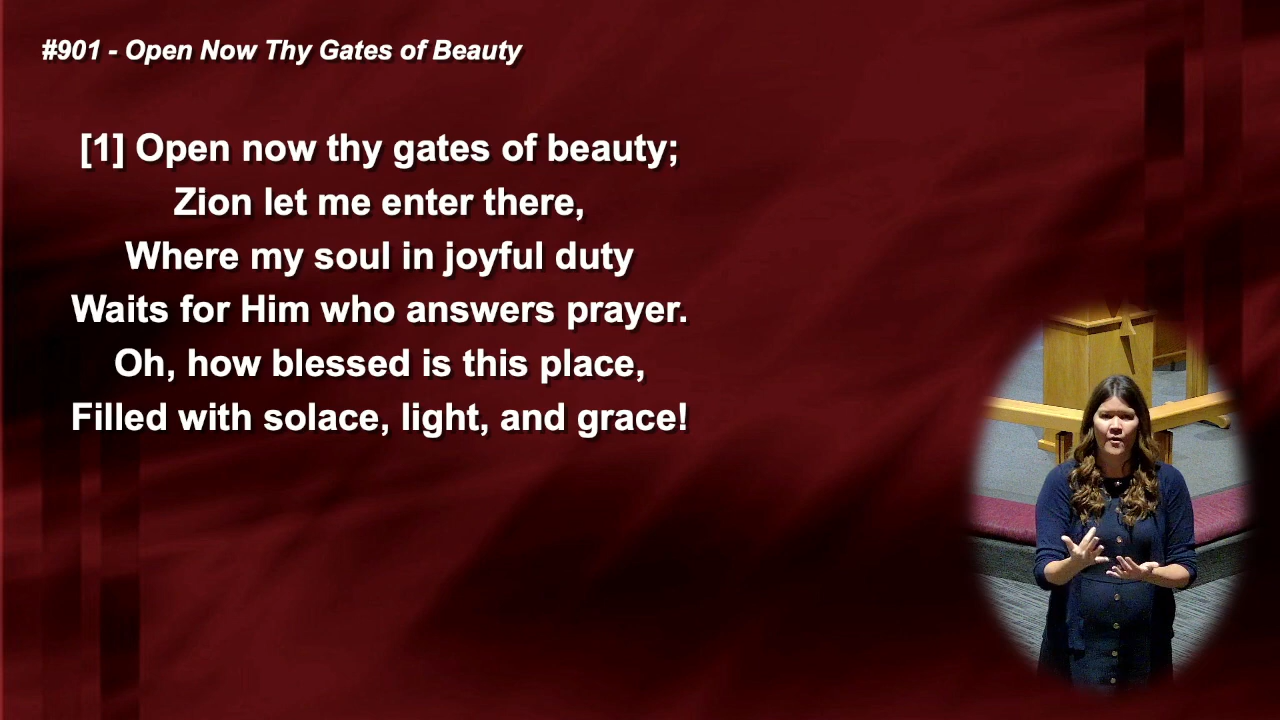 #901 - Open Now Thy Gates of Beauty
[1] Open now thy gates of beauty;
Zion let me enter there,
Where my soul in joyful duty
Waits for Him who answers prayer.
Oh, how blessed is this place,
Filled with solace, light, and grace!